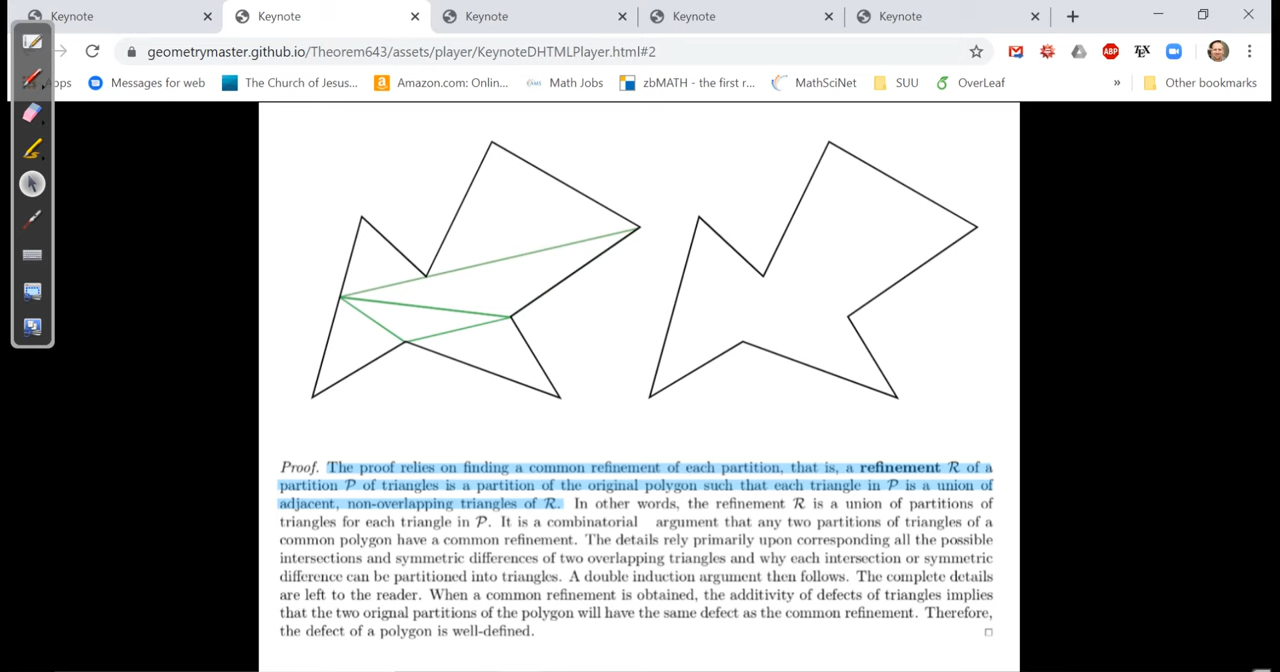 Keynote Keynote Keynote Keynote Keynote
geometrymaster.github.io/Theorem643/assets/player/KeynoteDHTMLPlayer.html#2 ABP TEX
Apps Messages for web The Church of Jesus... Amazon.com: Onlin... Math Jobs zbMATH - the first r... MathSciNet SUU OverLeaf » Other bookmarks
Proof. The proof relies on finding a common refinement of each partition, that is, a refinement R of a
partition P of triangles is a partition of the original polygon such that each triangle in P is a union of
adjacent, non-overlapping triangles of R. In other words, the refinement R is a union of partitions of
triangles for each triangle in P. It is a combinatorial argument that any two partitions of triangles of a
common polygon have a common refinement. The details rely primarily upon corresponding all the possible
intersections and symmetric differences of two overlapping triangles and why each intersection or symmetric
difference can be partitioned into triangles. A double induction argument then follows. The complete details
are left to the reader. When a common refinement is obtained, the additivity of defects of triangles implies
that the two orignal partitions of the polygon will have the same defect as the common refinement. Therefore,
the defect of a polygon is well-defined. □